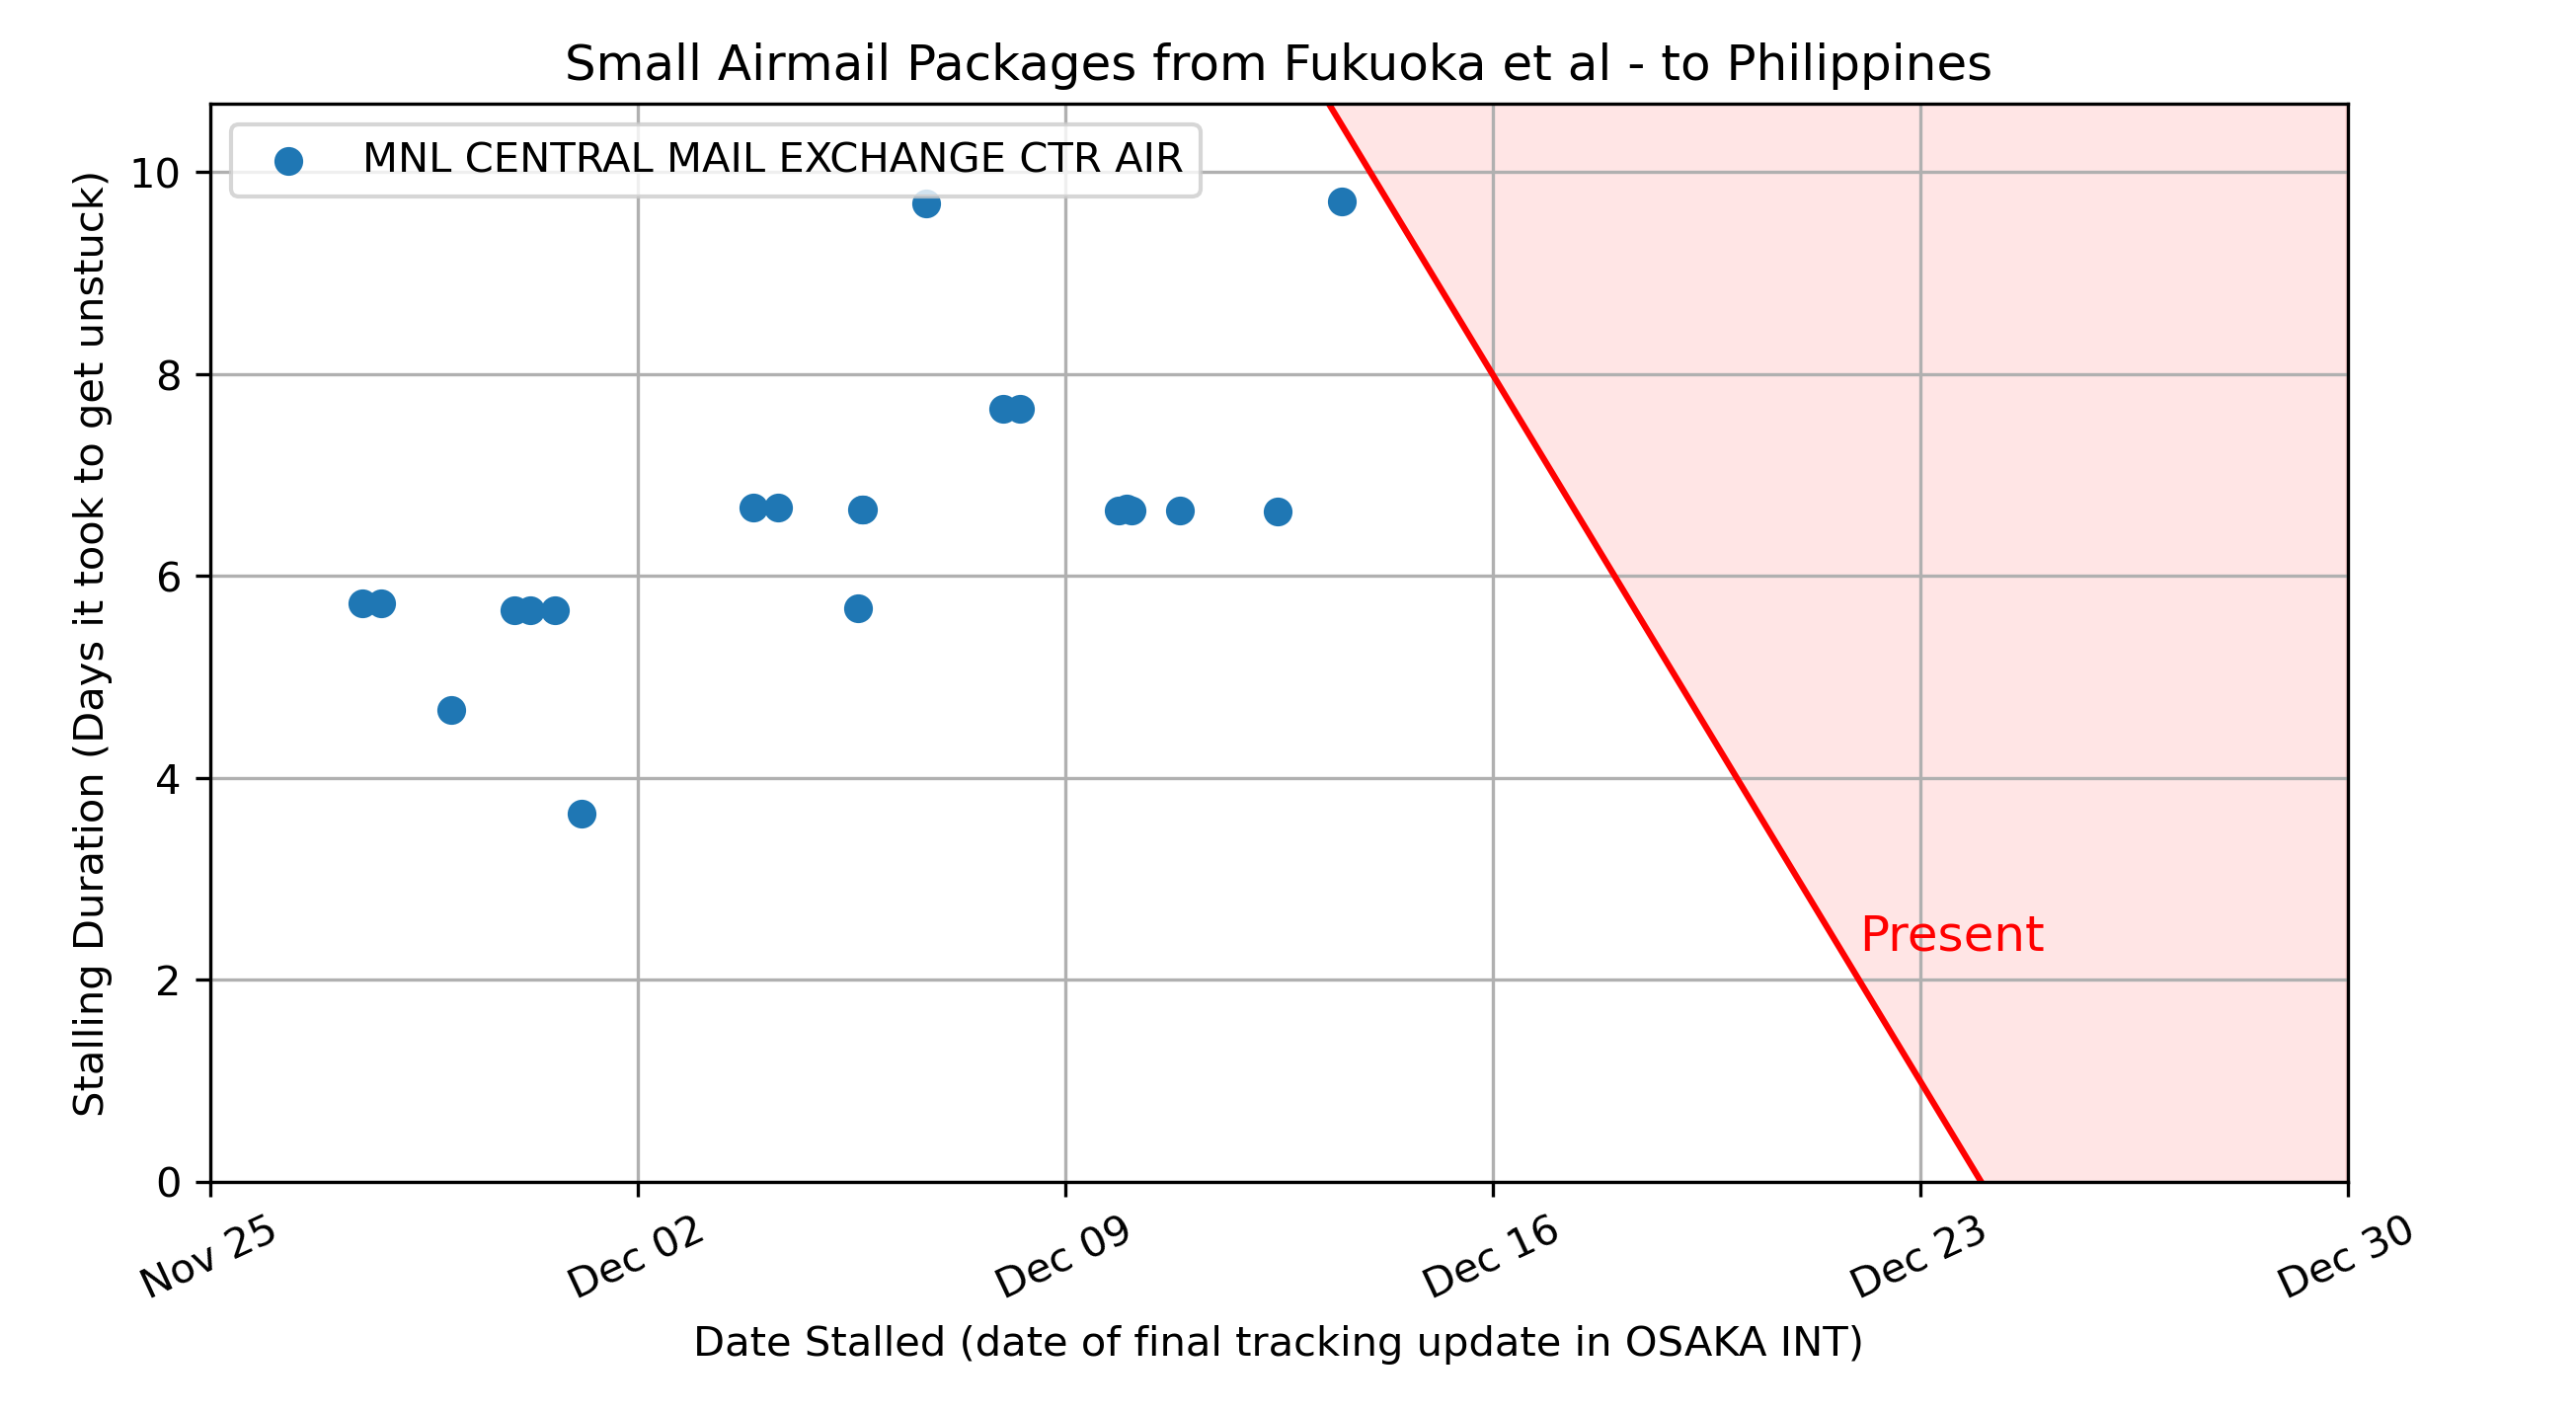 Small Airmail Packages from Fukuoka et al - to Philippines
MNL CENTRAL MAIL EXCHANGE CTR AIR
Stalling Duration (Days it took to get unstuck)
10
8
6
4
2
0
Present
Nov 25
Dec 02
Dec 09
Dec 16
Dec 23
Dec 30
Date Stalled (date of final tracking update in OSAKA INT)